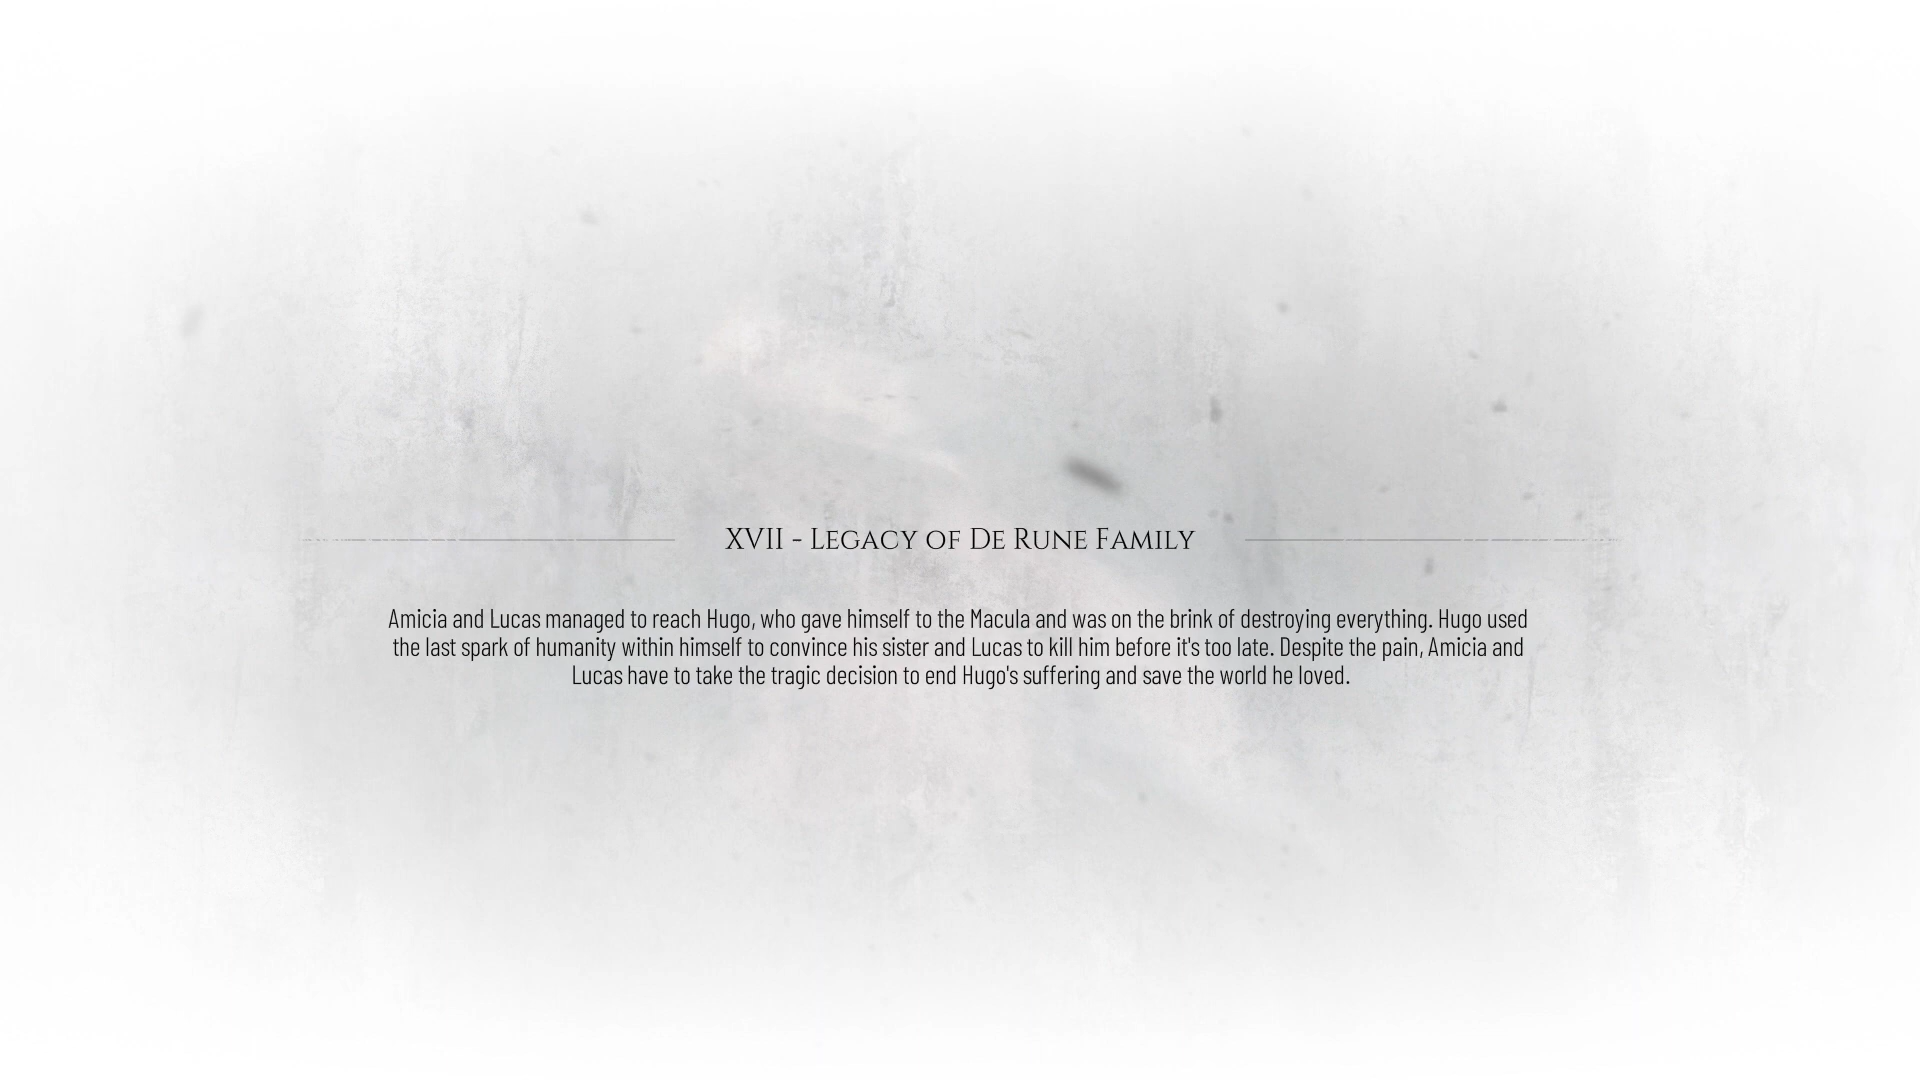 XVII - Legacy of De Rune Family
Amicia and Lucas managed to reach Hugo, who gave himself to the Macula and was on the brink of destroying everything. Hugo used
the last spark of humanity within himself to convince his sister and Lucas to kill him before it's too late. Despite the pain, Amicia and
Lucas have to take the tragic decision to end Hugo's suffering and save the world he loved.